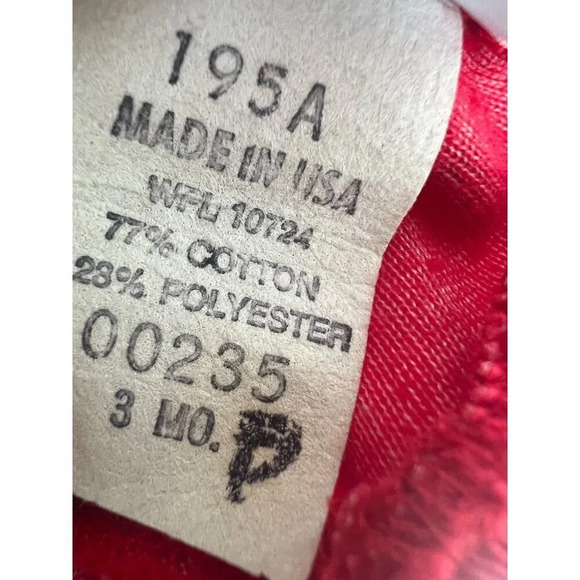 195A
MADE IN USA
WPL 10724
77% COTTON
23% POLYESTER
00235
3 MO. P